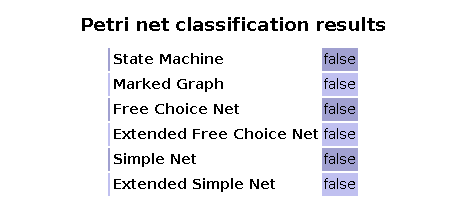 Petri net classification results
State Machine false
Marked Graph false
Free Choice Net false
Extended Free Choice Net false
Simple Net false
Extended Simple Net false